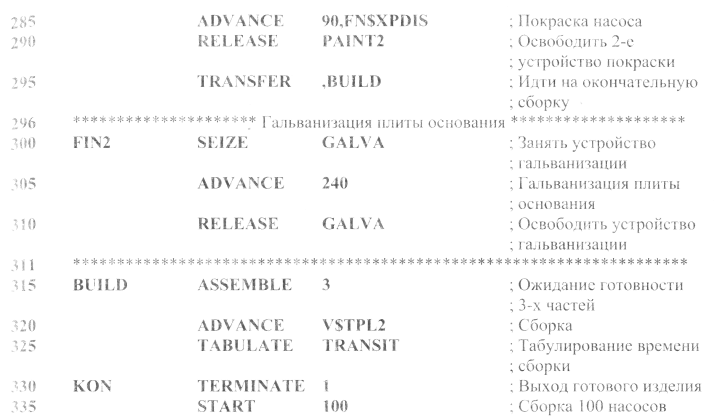 285 ADVANCE 90,FN$XPDIS ; Покраска насоса
290 RELEASE PAINT2 ; Освободить 2-е
; устройство покраски
295 TRANSFER ,BUILD ; Идти на окончательную
; сборку
296 ********************* Гальванизация плиты основания ********************
300 FIN2 SEIZE GALVA ; Занять устройство
; гальванизации
305 ADVANCE 240 ; Гальванизация плиты
; основания
310 RELEASE GALVA ; Освободить устройство
; гальванизации
311 **********************************************************************
315 BUILD ASSEMBLE 3 ; Ожидание готовности
; 3-х частей
320 ADVANCE V$TPL2 ; Сборка
325 TABULATE TRANSIT ; Табулирование времени
; сборки
330 KON TERMINATE 1 ; Выход готового изделия
335 START 100 ; Сборка 100 насосов